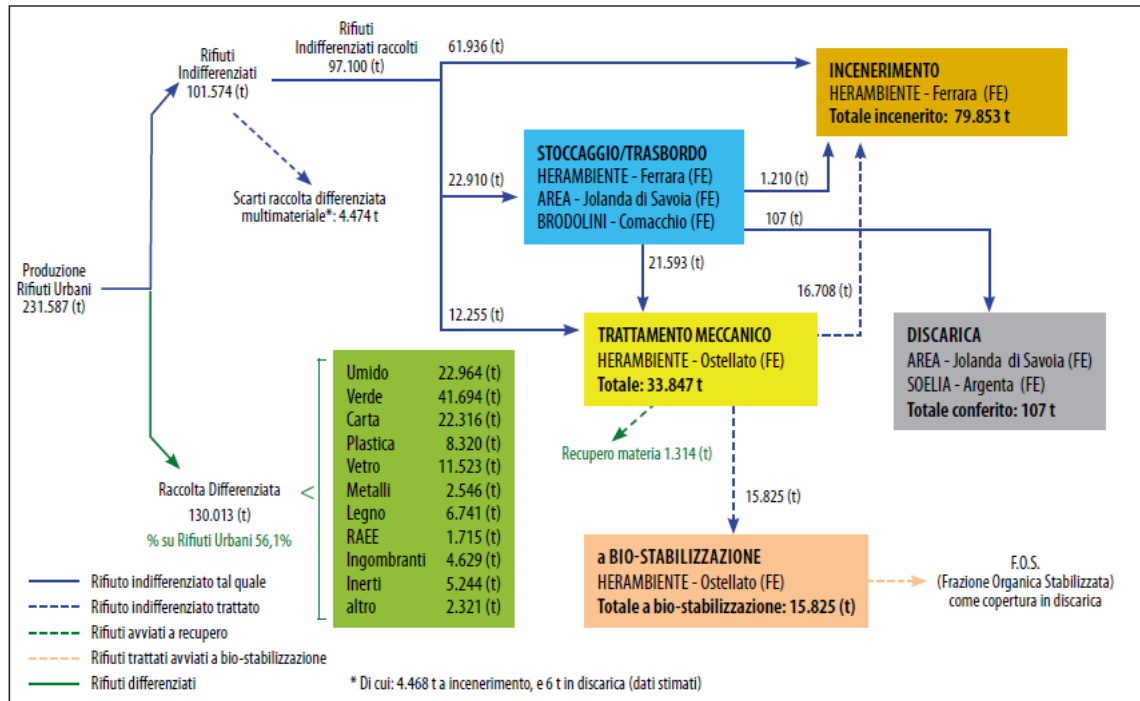 Rifiuti
Indifferenziati
101.574 (t)
Rifiuti
Indifferenziati raccolti
97.100 (t)
61.936 (t)
INCENERIMENTO
HERAMBIENTE - Ferrara (FE)
Totale incenerito: 79.853 t
Scarti raccolta differenziata
multimateriale*: 4.474 t
22.910 (t)
STOCCAGGIO/TRASBORDO
HERAMBIENTE - Ferrara (FE)
AREA - Jolanda di Savoia (FE)
BRODOLINI - Comacchio (FE)
1.210 (t)
107 (t)
21.593 (t)
16.708 (t)
Produzione
Rifiuti Urbani
231.587 (t)
12.255 (t)
TRATTAMENTO MECCANICO
HERAMBIENTE - Ostellato (FE)
Totale: 33.847 t
DISCARICA
AREA - Jolanda di Savoia (FE)
SOELIA - Argenta (FE)
Totale conferito: 107 t
Recupero materia 1.314 (t)
15.825 (t)
Raccolta Differenziata
130.013 (t)
% su Rifiuti Urbani 56,1%
<
Umido 22.964 (t)
Verde 41.694 (t)
Carta 22.316 (t)
Plastica 8.320 (t)
Vetro 11.523 (t)
Metalli 2.546 (t)
Legno 6.741 (t)
RAEE 1.715 (t)
Ingombranti 4.629 (t)
Inerti 5.244 (t)
altro 2.321 (t)
a BIO-STABILIZZAZIONE
HERAMBIENTE - Ostellato (FE)
Totale a bio-stabilizzazione: 15.825 (t)
F.O.S.
(Frazione Organica Stabilizzata)
come copertura in discarica
Rifiuto indifferenziato tal quale
Rifiuto indifferenziato trattato
Rifiuti avviati a recupero
Rifiuti trattati avviati a bio-stabilizzazione
Rifiuti differenziati
* Di cui: 4.468 t a incenerimento, e 6 t in discarica (dati stimati)